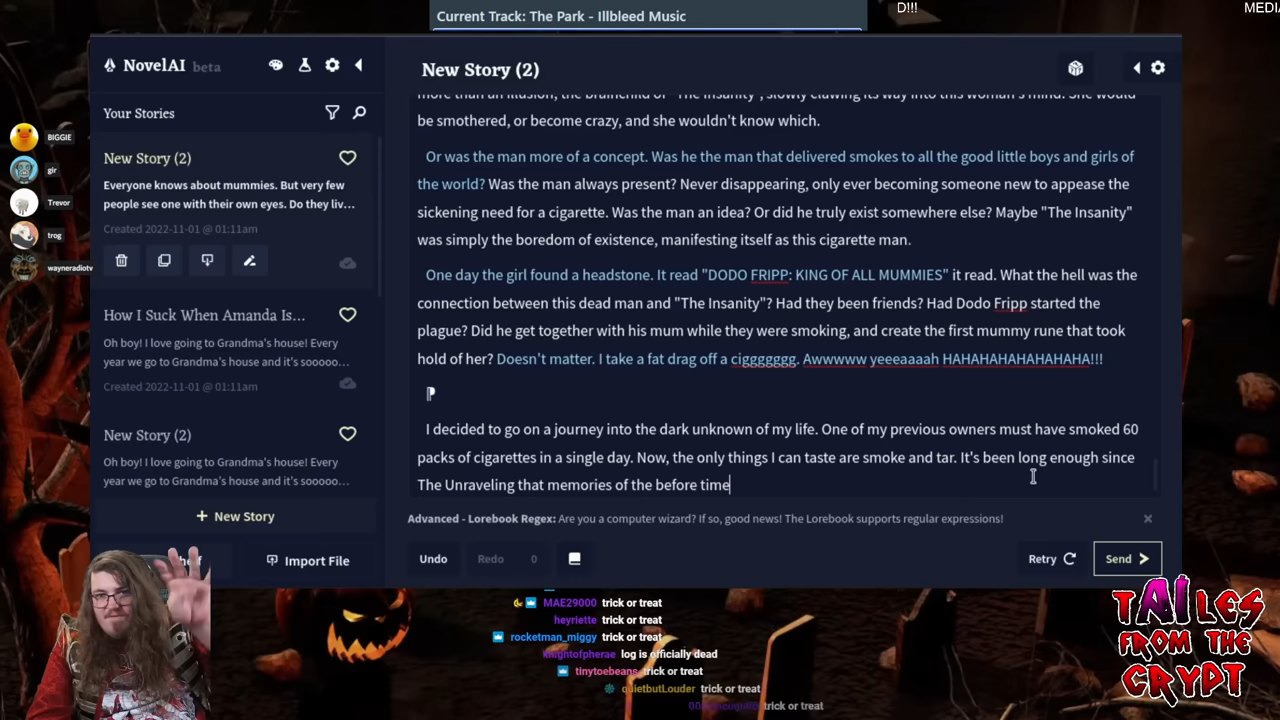 Current Track: The Park - Illbleed Music
D!!!
MEDI
NovelAI beta
New Story (2)
Your Stories
BIGGIE
gir
Trevor
trog
wayneradiotv
New Story (2)
Everyone knows about mummies. But very few
people see one with their own eyes. Do they liv...
Created 2022-11-01 @ 01:11am
How I Suck When Amanda Is...
Oh boy! I love going to Grandma's house! Every
year we go to Grandma's house and it's sooooo...
Created 2022-11-01 @ 01:11am
New Story (2)
Oh boy! I love going to Grandma's house! Every
year we go to Grandma's house and it's sooooo...
+ New Story
Import File
be smothered, or become crazy, and she wouldn't know which.
Or was the man more of a concept. Was he the man that delivered smokes to all the good little boys and girls of
the world? Was the man always present? Never disappearing, only ever becoming someone new to appease the
sickening need for a cigarette. Was the man an idea? Or did he truly exist somewhere else? Maybe "The Insanity"
was simply the boredom of existence, manifesting itself as this cigarette man.
One day the girl found a headstone. It read "DODO FRIPP: KING OF ALL MUMMIES" it read. What the hell was the
connection between this dead man and "The Insanity"? Had they been friends? Had Dodo Fripp started the
plague? Did he get together with his mum while they were smoking, and create the first mummy rune that took
hold of her? Doesn't matter. I take a fat drag off a ciggggggg. Awwwww yeeeaaaah HAHAHAHAHAHAHAHA!!!
I decided to go on a journey into the dark unknown of my life. One of my previous owners must have smoked 60
packs of cigarettes in a single day. Now, the only things I can taste are smoke and tar. It's been long enough since
The Unraveling that memories of the before time
Advanced - Lorebook Regex: Are you a computer wizard? If so, good news! The Lorebook supports regular expressions!
Undo
Redo 0
Retry
Send >
MAE29000 trick or treat
heyriette trick or treat
rocketman_miggy trick or treat
knightofpherae log is officially dead
tinytoebeans trick or treat
quietbutLouder trick or treat
trick or treat
TAILES
FROM THE
CRYPT